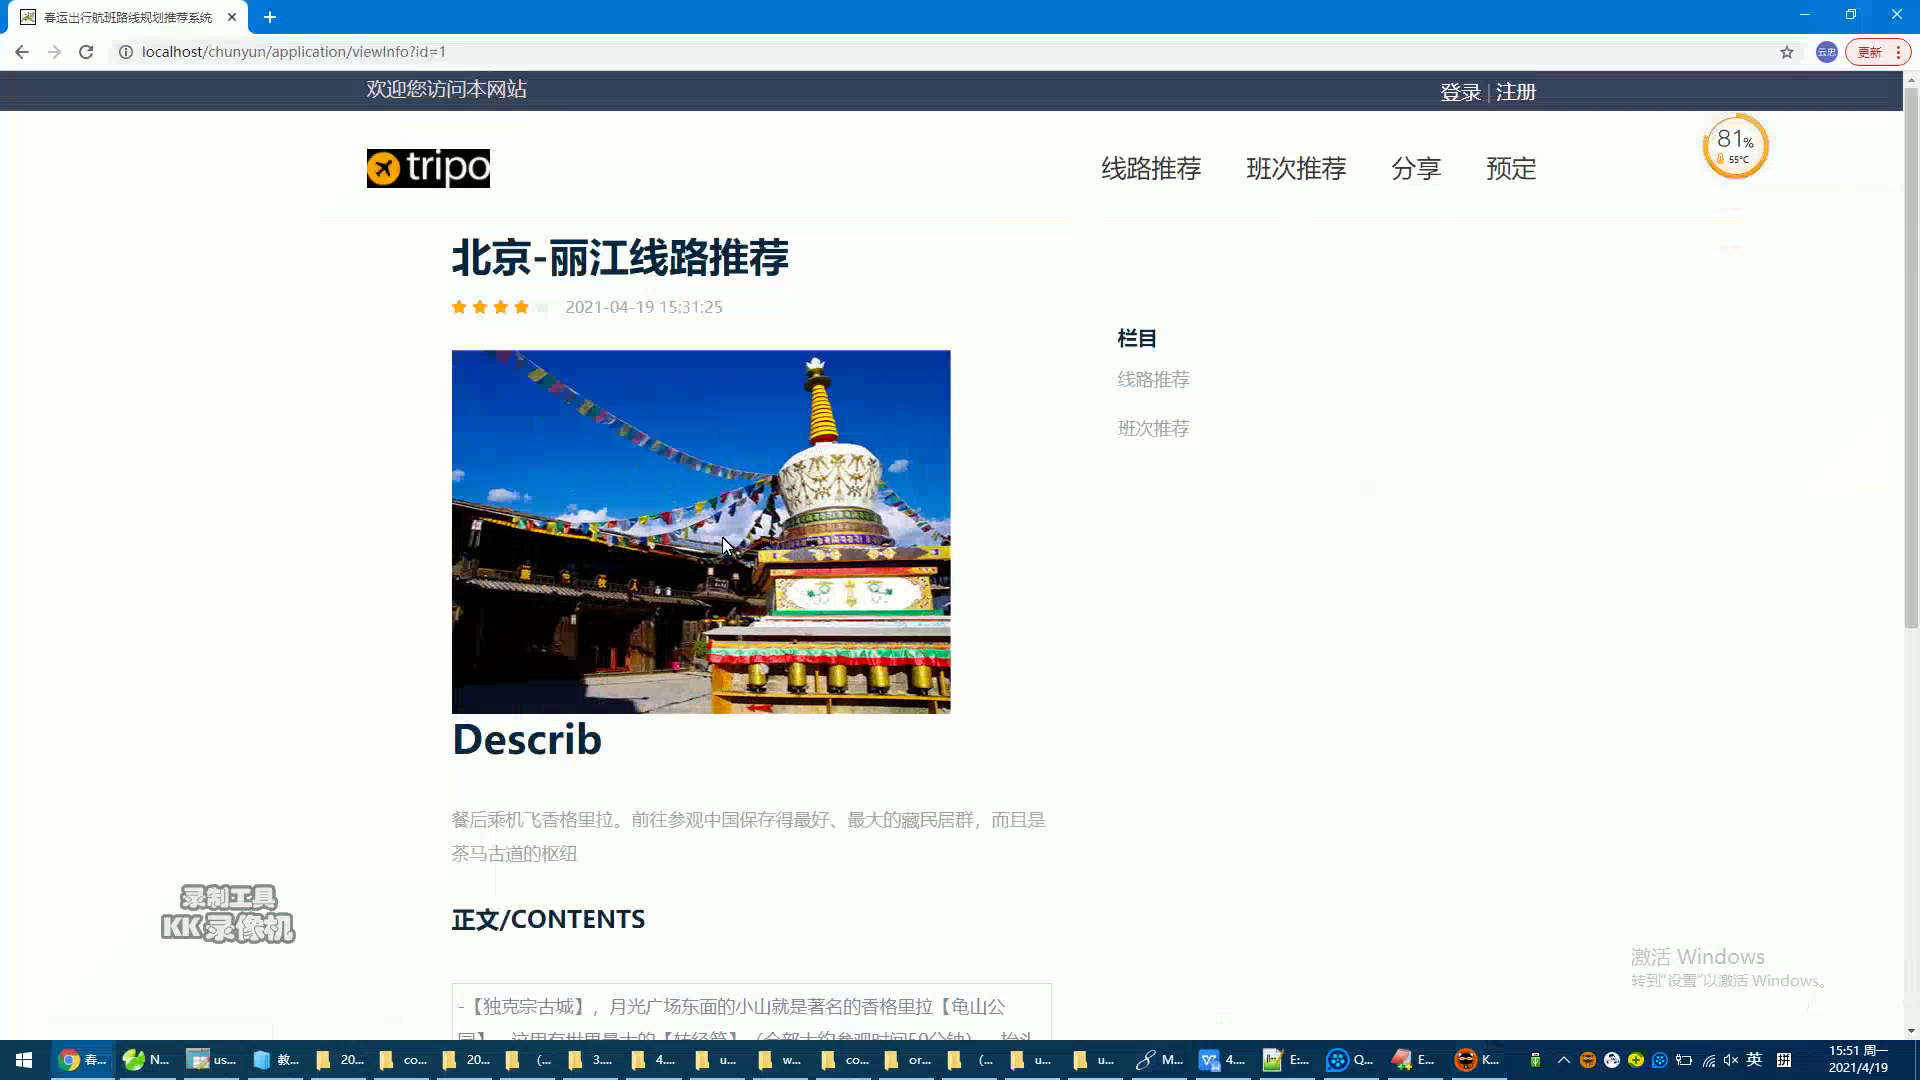 春运出行航班路线规划推荐系统
localhost/chunyun/application/viewInfo?id=1
更新
欢迎您访问本网站
登录 | 注册
81%
55°C
tripo
线路推荐
班次推荐
分享
预定
北京-丽江线路推荐
2021-04-19 15:31:25
栏目
线路推荐
班次推荐
Describ
餐后乘机飞香格里拉。前往参观中国保存得最好、最大的藏民居群，而且是
茶马古道的枢纽
正文/CONTENTS
-【独克宗古城】，月光广场东面的小山就是著名的香格里拉【龟山公
录制工具
KK录像机
激活 Windows
转到"设置"以激活 Windows。
春...
N...
us...
教...
20...
co...
20...
(...
3....
4....
u...
w...
co...
or...
(...
u...
u...
M...
4....
E:...
Q...
E...
K...
英
拼
15:51 周一
2021/4/19